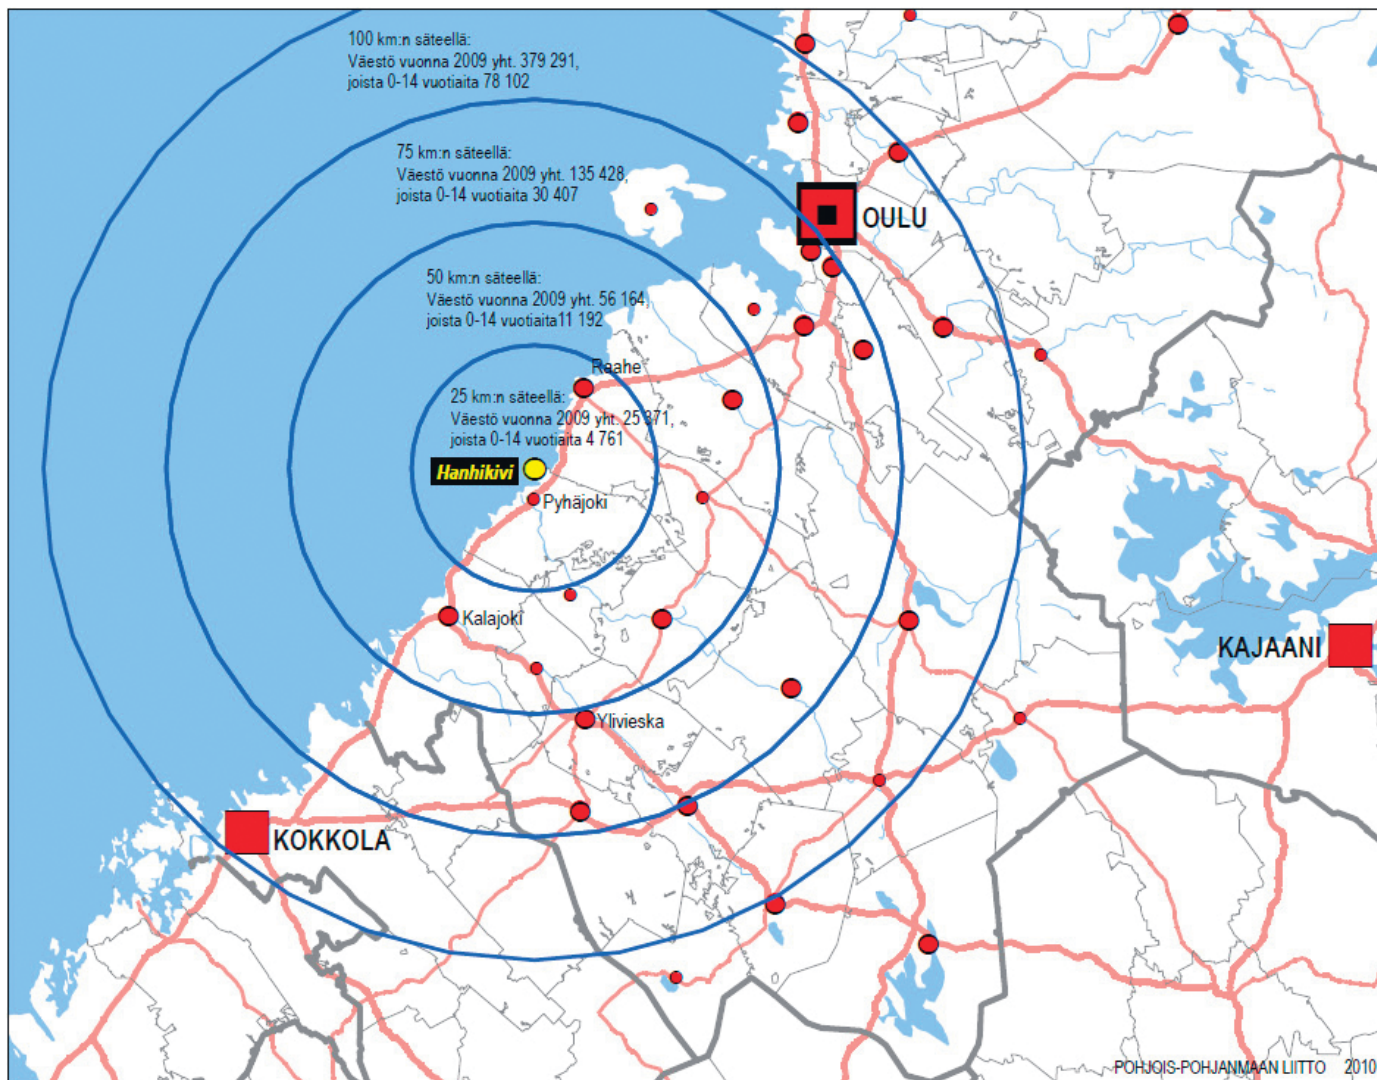 100 km:n säteellä:
Väestö vuonna 2009 yht. 379 291,
joista 0-14 vuotiaita 78 102
75 km:n säteellä:
Väestö vuonna 2009 yht. 135 428,
joista 0-14 vuotiaita 30 407
OULU
50 km:n säteellä:
Väestö vuonna 2009 yht. 56 164,
joista 0-14 vuotiaita11 192
Raahe
25 km:n säteellä:
Väestö vuonna 2009 yht. 25 371,
joista 0-14 vuotiaita 4 761
Hanhikivi
Pyhäjoki
Kalajoki
KAJAANI
Ylivieska
KOKKOLA
POHJOIS-POHJANMAAN LIITTO 2010